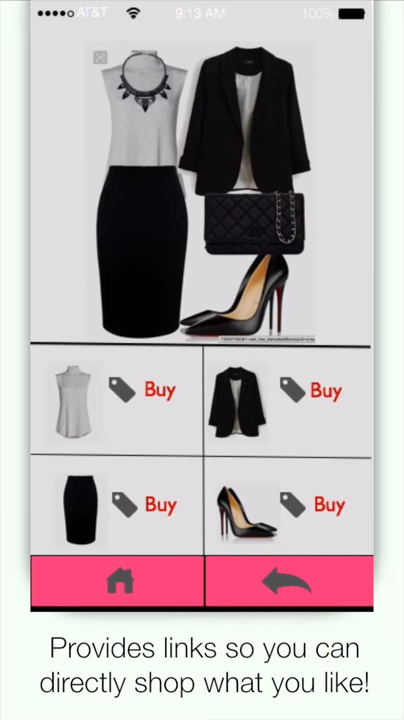 AT&T 9:13 AM 100%
Buy Buy
Buy Buy
Provides links so you can
directly shop what you like!